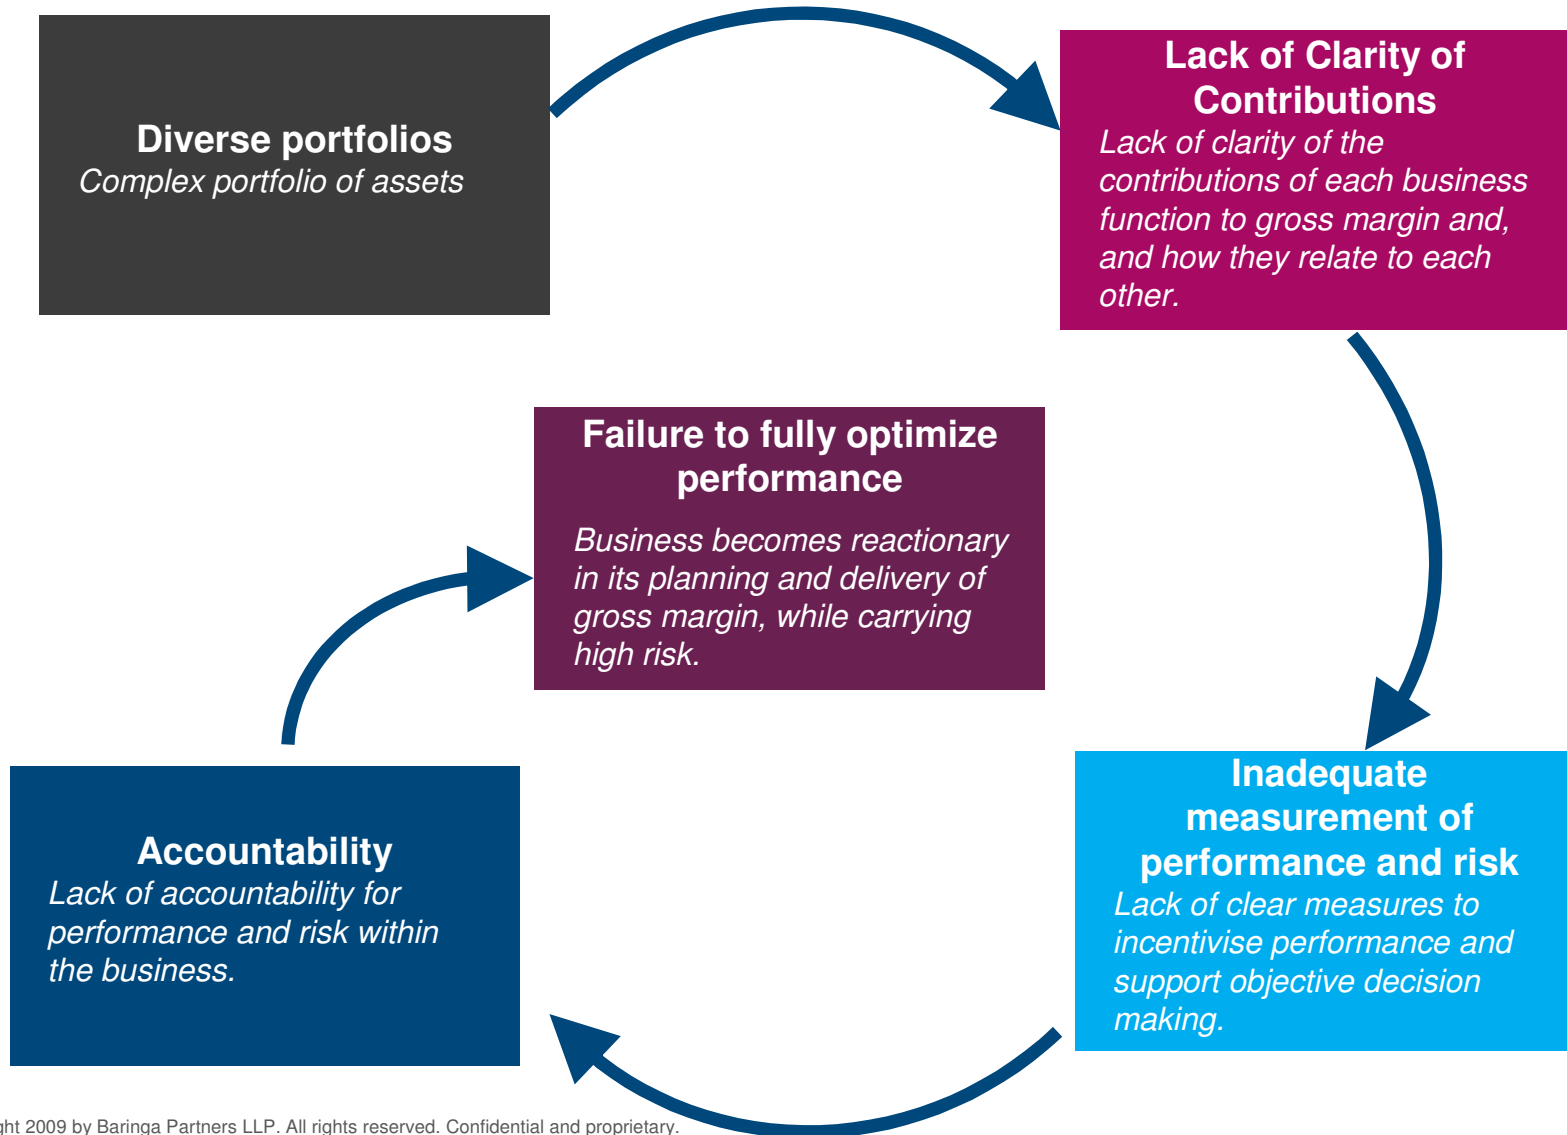 Diverse portfolios
Complex portfolio of assets
Lack of Clarity of
Contributions
Lack of clarity of the
contributions of each business
function to gross margin and,
and how they relate to each
other.
Failure to fully optimize
performance
Business becomes reactionary
in its planning and delivery of
gross margin, while carrying
high risk.
Accountability
Lack of accountability for
performance and risk within
the business.
Inadequate
measurement of
performance and risk
Lack of clear measures to
incentivise performance and
support objective decision
making.
ght 2009 by Baringa Partners LLP. All rights reserved. Confidential and proprietary.